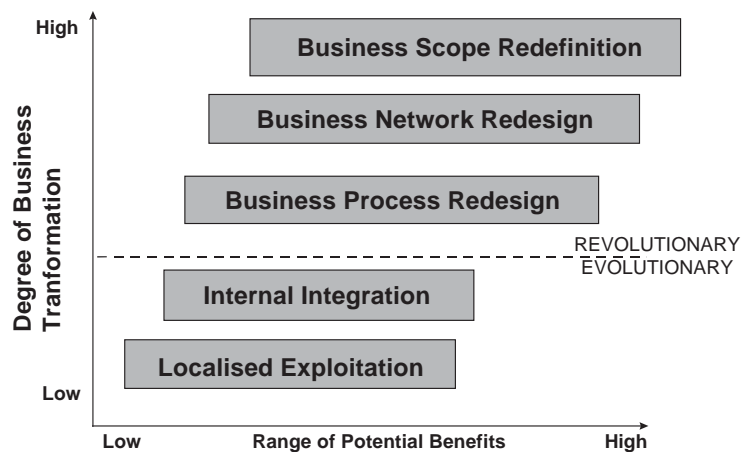 High
Business Scope Redefinition
Business Network Redesign
Business Process Redesign
REVOLUTIONARY
EVOLUTIONARY
Internal Integration
Localised Exploitation
Degree of Business
Tranformation
Low
Low
Range of Potential Benefits
High